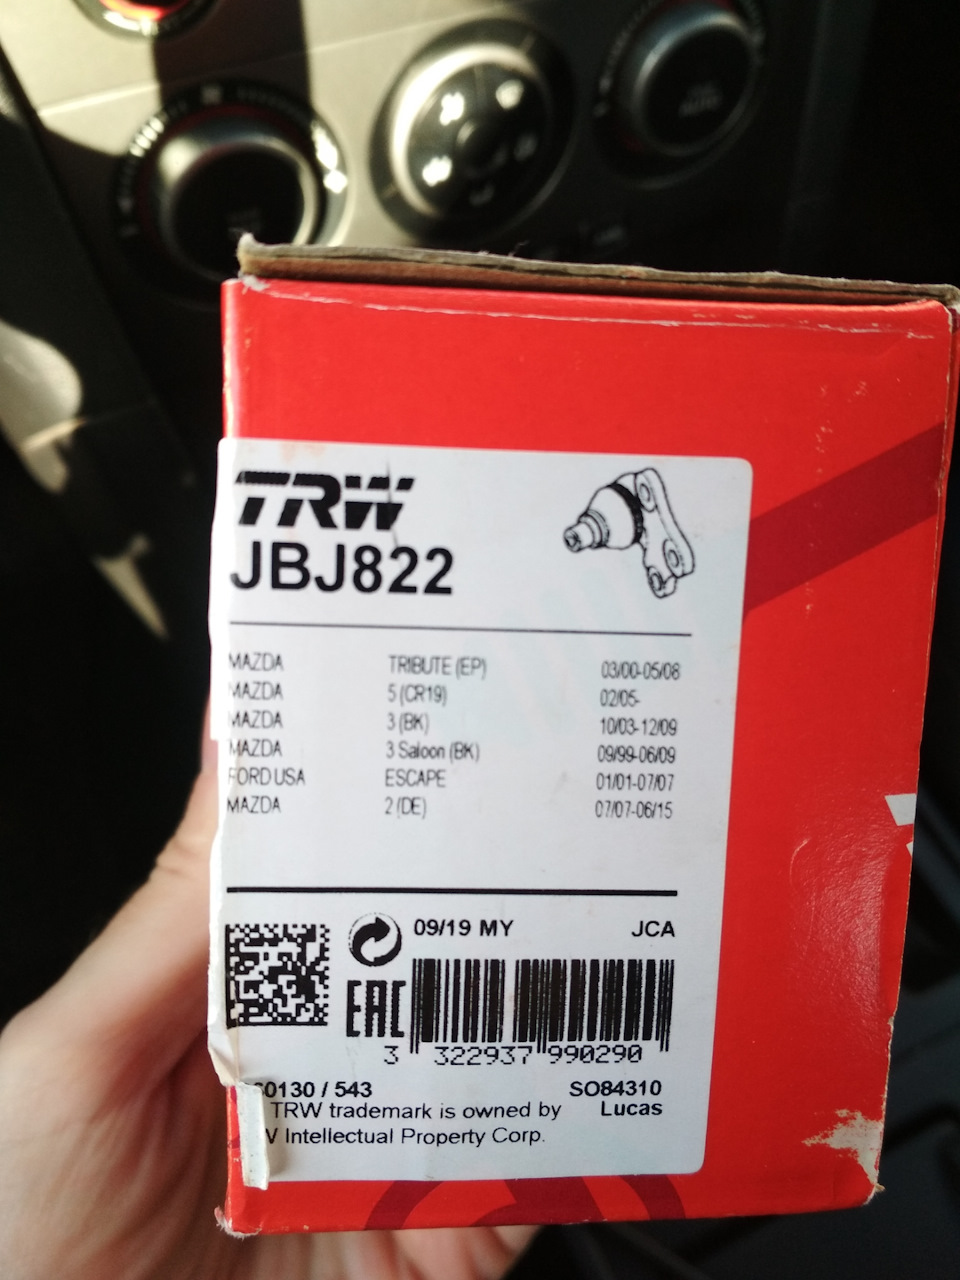 TRW
JBJ822
MAZDA TRIBUTE (EP) 03/00-05/08
MAZDA 5 (CR19) 02/05-
MAZDA 3 (BK) 10/03-12/09
MAZDA 3 Saloon (BK) 09/99-06/09
FORD USA ESCAPE 01/01-07/07
MAZDA 2 (DE) 07/07-06/15
09/19 MY JCA
EAC
3 322937 990290
60130 / 543 SO84310
TRW trademark is owned by Lucas
Intellectual Property Corp.